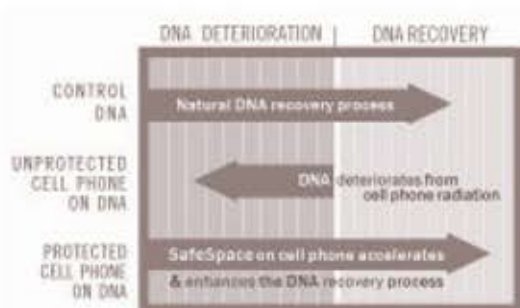 DNA DETERIORATION
DNA RECOVERY
CONTROL
DNA
Natural DNA recovery process
UNPROTECTED
CELL PHONE
ON DNA
DNA deteriorates from
cell phone radiation
PROTECTED
CELL PHONE
ON DNA
SafeSpace on cell phone accelerates
& enhances the DNA recovery process